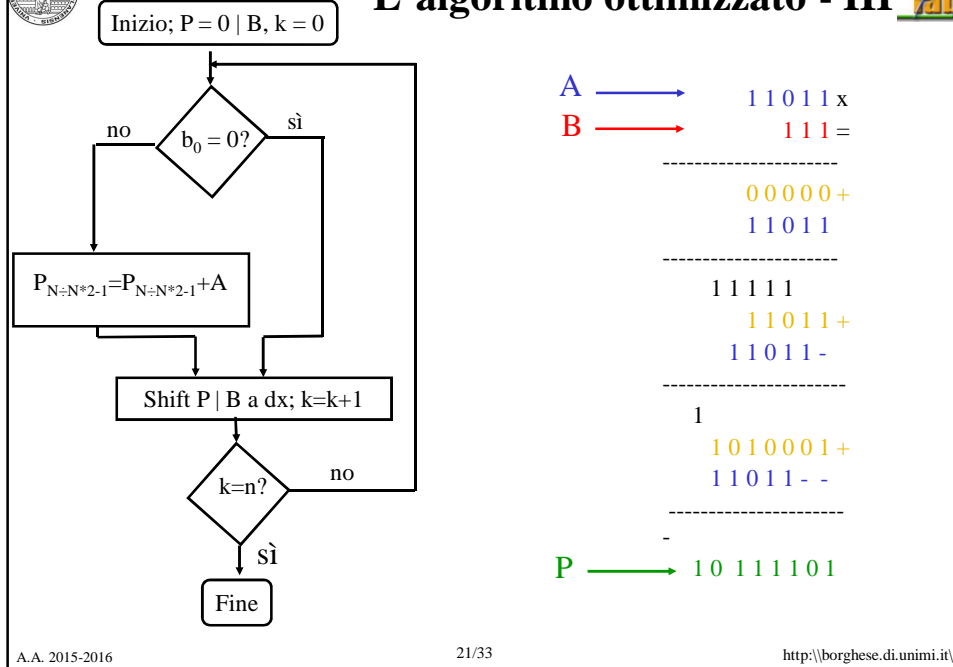 L'algoritmo ottimizzato - III
Inizio; P = 0 | B, k = 0
no
b0 = 0?
sì
PN÷N*2-1=PN÷N*2-1+A
Shift P | B a dx; k=k+1
k=n?
no
sì
Fine
A
1 1 0 1 1 x
B
1 1 1 =
----------------------
0 0 0 0 0 +
1 1 0 1 1
----------------------
1 1 1 1 1
1 1 0 1 1 +
1 1 0 1 1 -
-----------------------
1
1 0 1 0 0 0 1 +
1 1 0 1 1 - -
----------------------
-
P
1 0 1 1 1 1 0 1
A.A. 2015-2016
21/33
http:\\borghese.di.unimi.it\